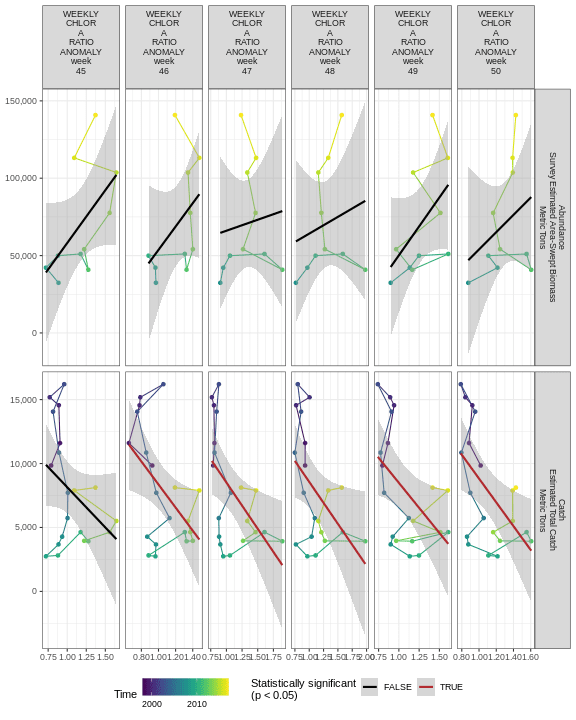 WEEKLY CHLOR A RATIO ANOMALY week 45
WEEKLY CHLOR A RATIO ANOMALY week 46
WEEKLY CHLOR A RATIO ANOMALY week 47
WEEKLY CHLOR A RATIO ANOMALY week 48
WEEKLY CHLOR A RATIO ANOMALY week 49
WEEKLY CHLOR A RATIO ANOMALY week 50
150,000
100,000
50,000
0
Abundance
Survey Estimated Area-Swept Biomass
Metric Tons
15,000
10,000
5,000
0
Catch
Estimated Total Catch
Metric Tons
0.75 1.00 1.25 1.50
0.80 1.00 1.20 1.40
0.75 1.00 1.25 1.50 1.75
0.75 1.00 1.25 1.50 1.75 2.00
0.75 1.00 1.25 1.50
0.80 1.00 1.20 1.40 1.60
Time
2000 2010
Statistically significant
(p < 0.05)
FALSE TRUE